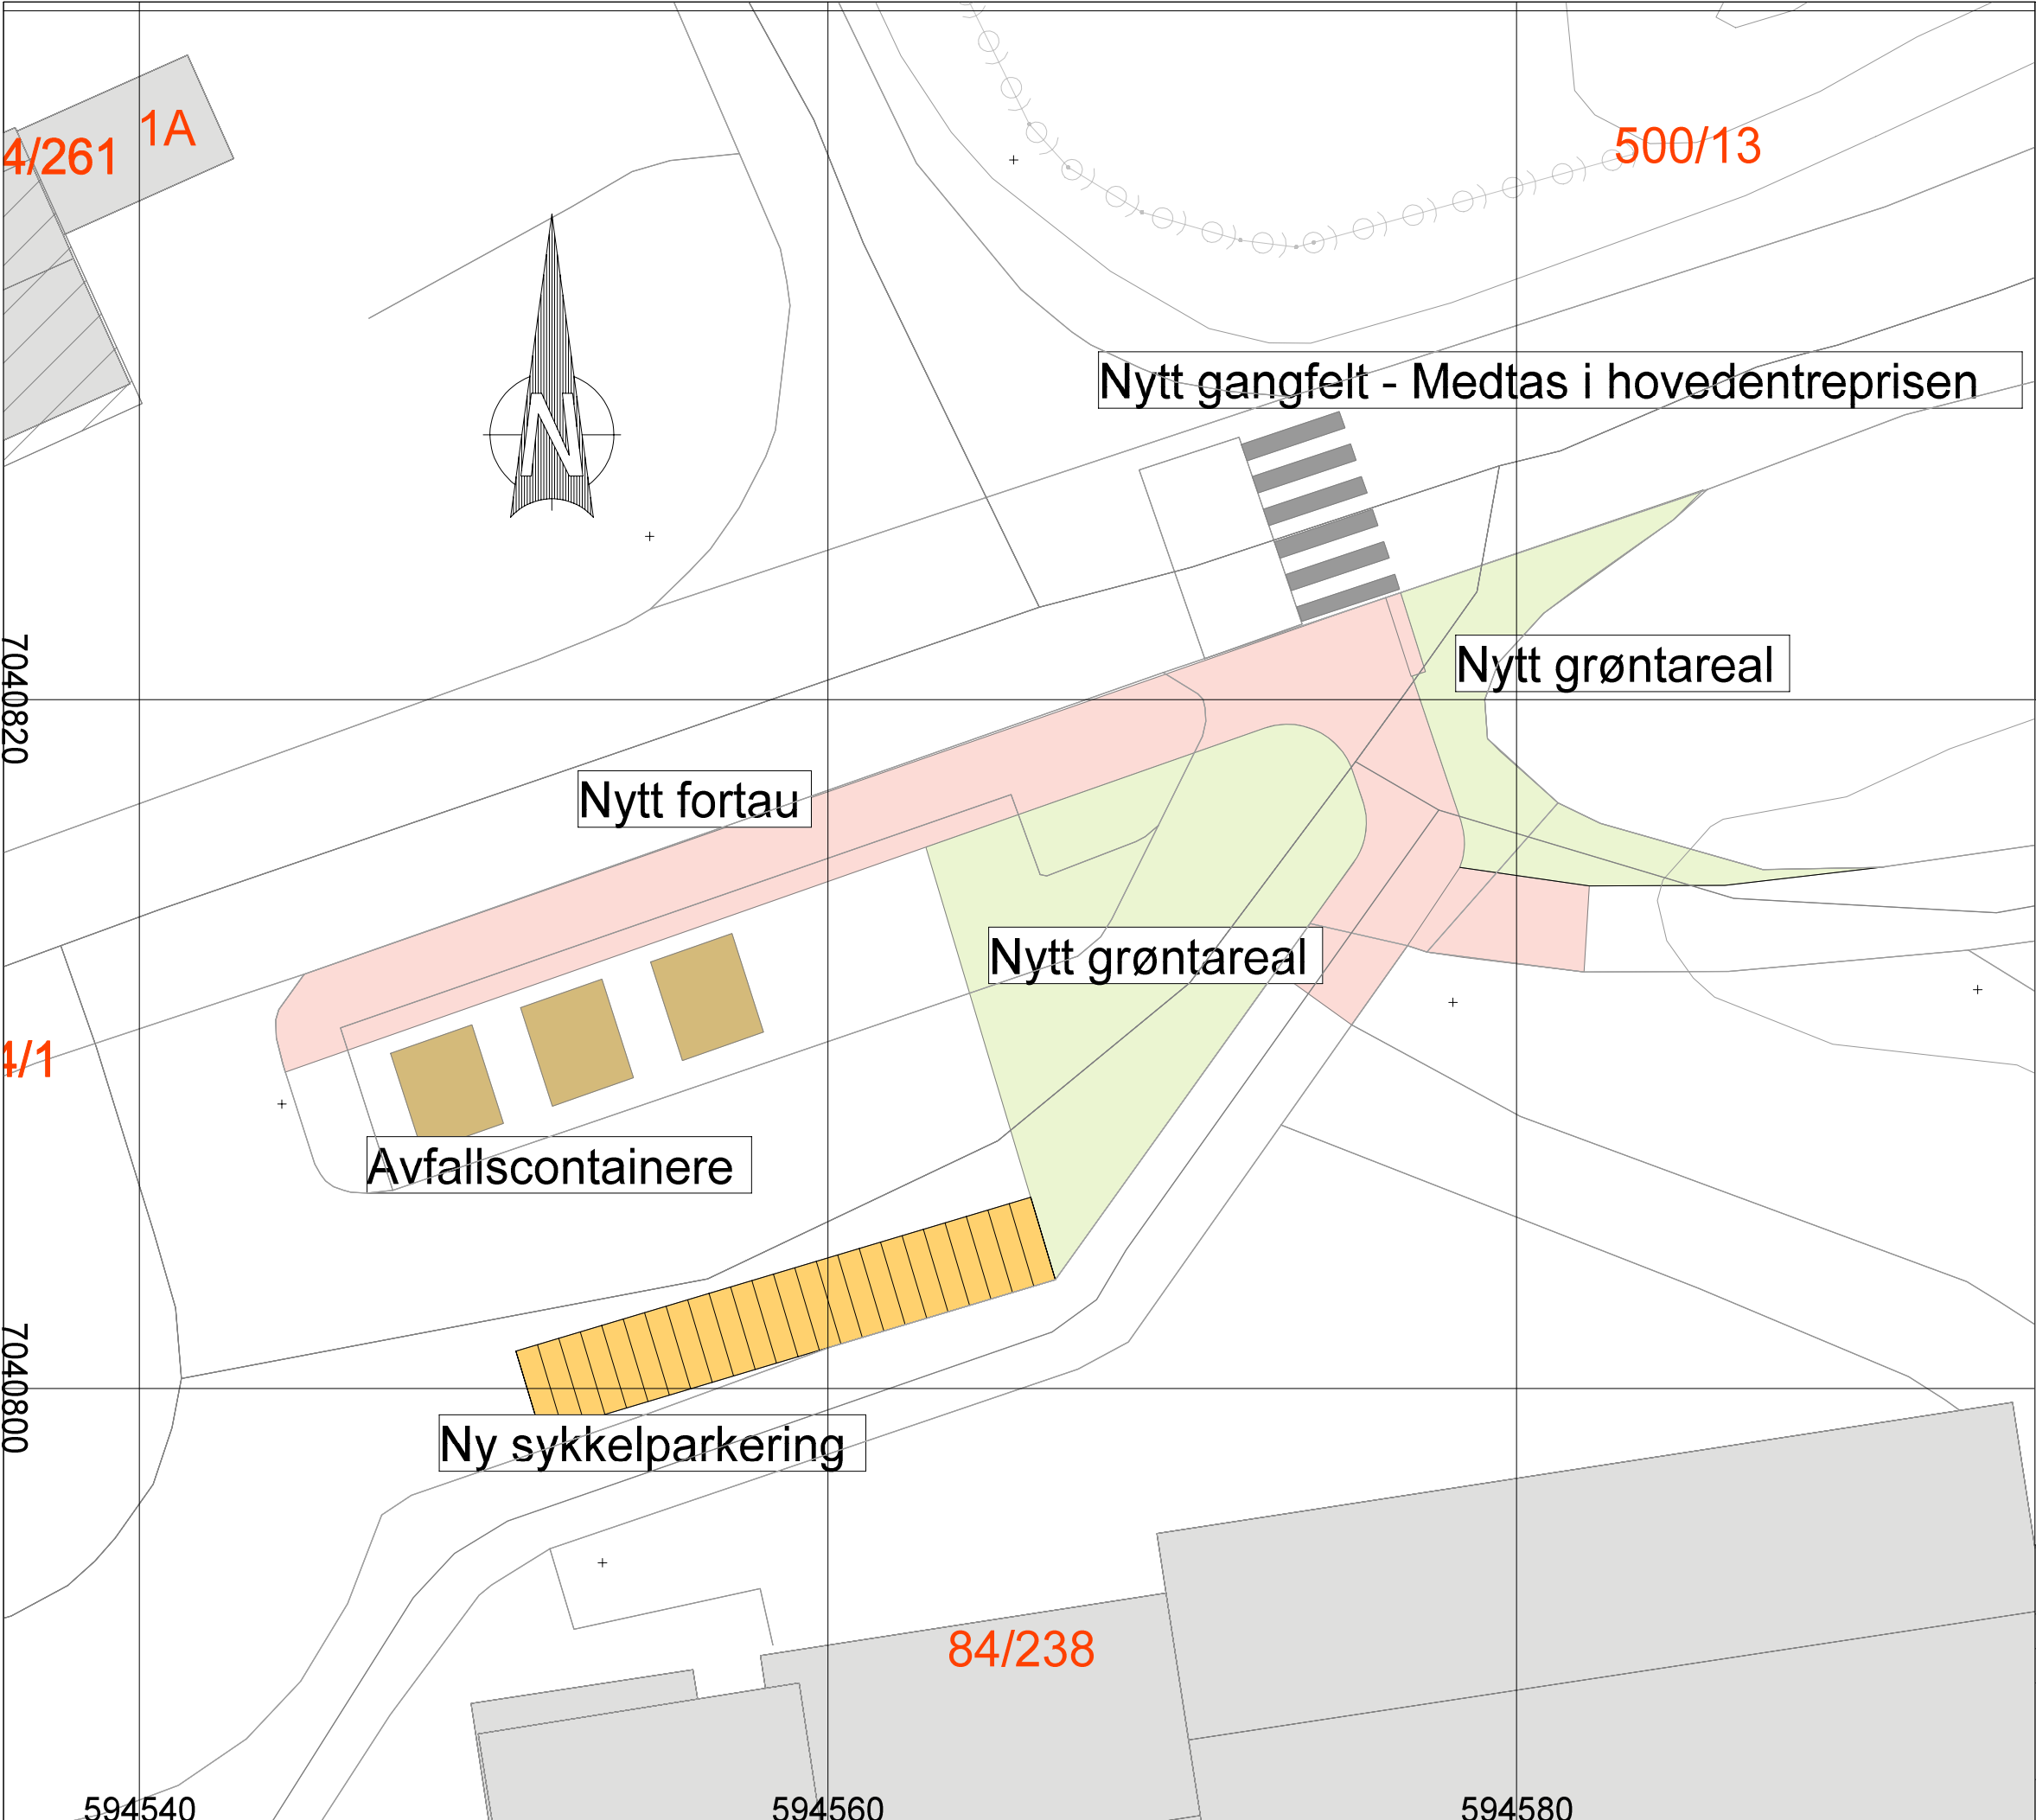 1A
4/261
500/13
N
Nytt gangfelt - Medtas i hovedentreprisen
Nytt grøntareal
7040820
Nytt fortau
Nytt grøntareal
4/1
Avfallscontainere
7040800
Ny sykkelparkering
84/238
594540
594560
594580